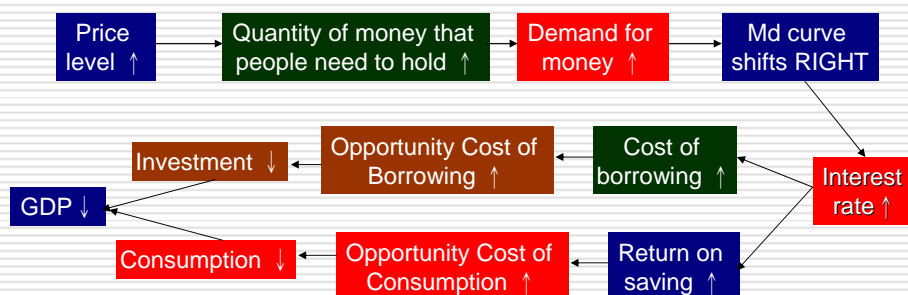 Price
level ↑
Quantity of money that
people need to hold ↑
Demand for
money ↑
Md curve
shifts RIGHT
Interest
rate ↑
Cost of
borrowing ↑
Opportunity Cost of
Borrowing ↑
Investment ↓
GDP ↓
Return on
saving ↑
Opportunity Cost of
Consumption ↑
Consumption ↓